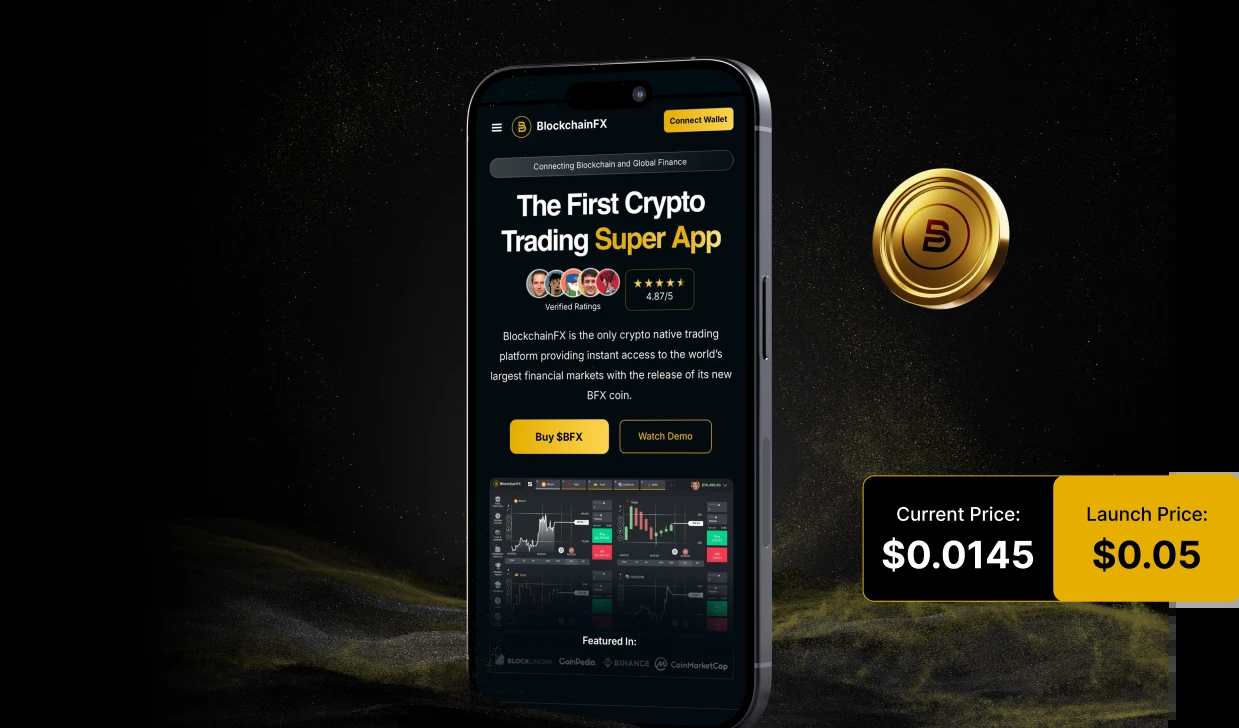 BlockchainFX
Connect Wallet
Connecting Blockchain and Global Finance
The First Crypto
Trading Super App
Verified Ratings
4.87/5
BlockchainFX is the only crypto native trading
platform providing instant access to the world's
largest financial markets with the release of its new
BFX coin.
Buy $BFX
Watch Demo
BlockchainFX
Featured In:
BLOCKONOMI
CoinPedia
BINANCE
CoinMarketCap
Current Price:
$0.0145
Launch Price:
$0.05